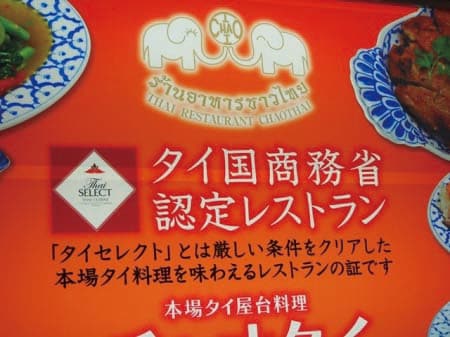 CHAO
THAI
ร้านอาหารชาวไทย
THAI RESTAURANT CHAOTHAI
Thai
SELECT
タイ国商務省
認定レストラン
「タイセレクト」とは厳しい条件をクリアした
本場タイ料理を味わえるレストランの証です
本場タイ屋台料理